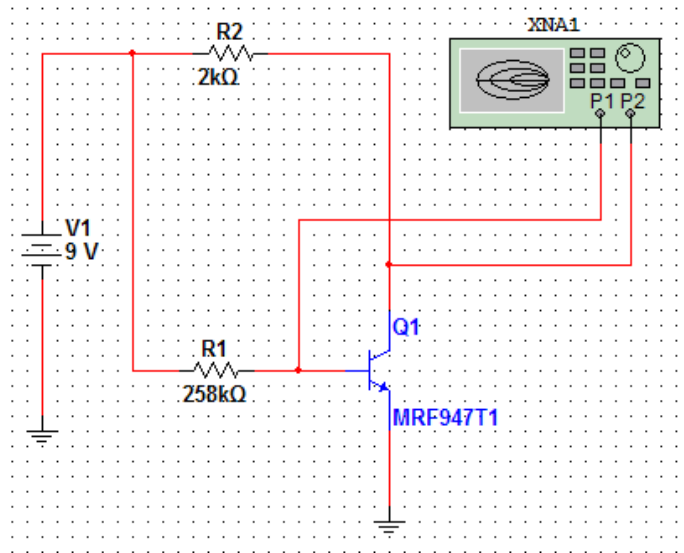 XNA1
R2
2kΩ
P1 P2
V1
9 V
Q1
R1
258kΩ
MRF947T1